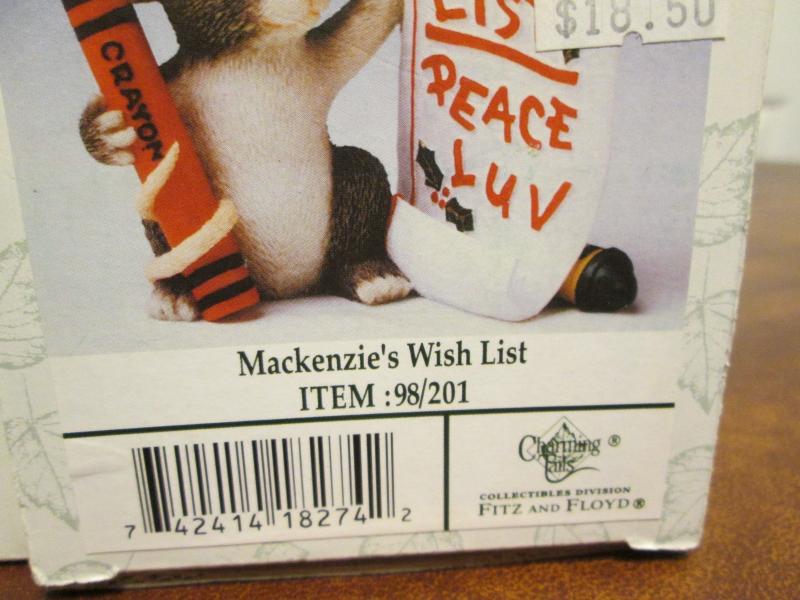 LIST
$18.50
CRAYON
PEACE
LUV
Mackenzie's Wish List
ITEM :98/201
Charming Tails ®
COLLECTIBLES DIVISION
FITZ AND FLOYD®
7 42414 18274 2